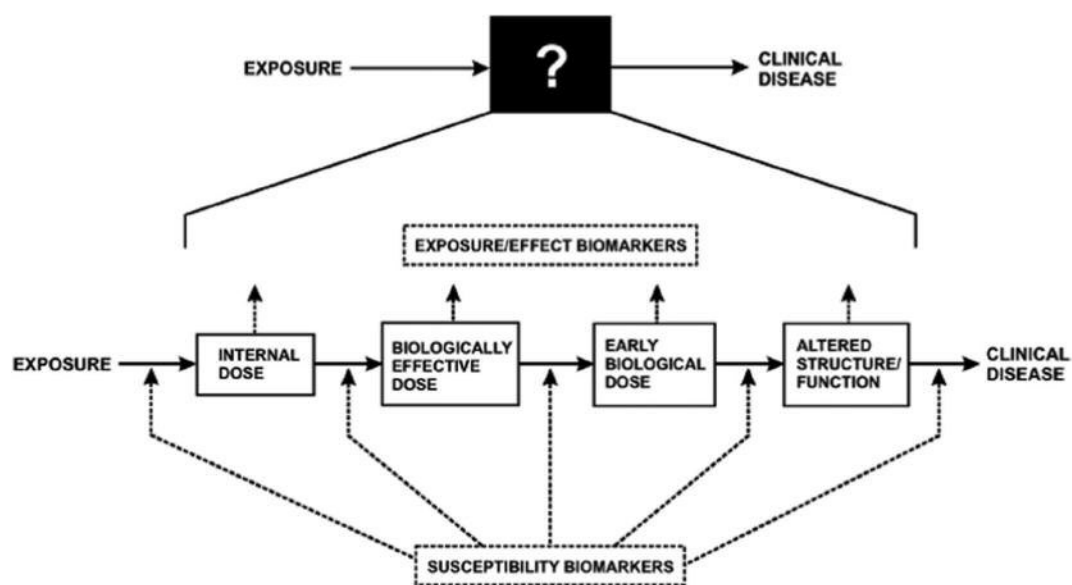 EXPOSURE
?
CLINICAL
DISEASE
EXPOSURE/EFFECT BIOMARKERS
EXPOSURE
INTERNAL
DOSE
BIOLOGICALLY
EFFECTIVE
DOSE
EARLY
BIOLOGICAL
DOSE
ALTERED
STRUCTURE/
FUNCTION
CLINICAL
DISEASE
SUSCEPTIBILITY BIOMARKERS